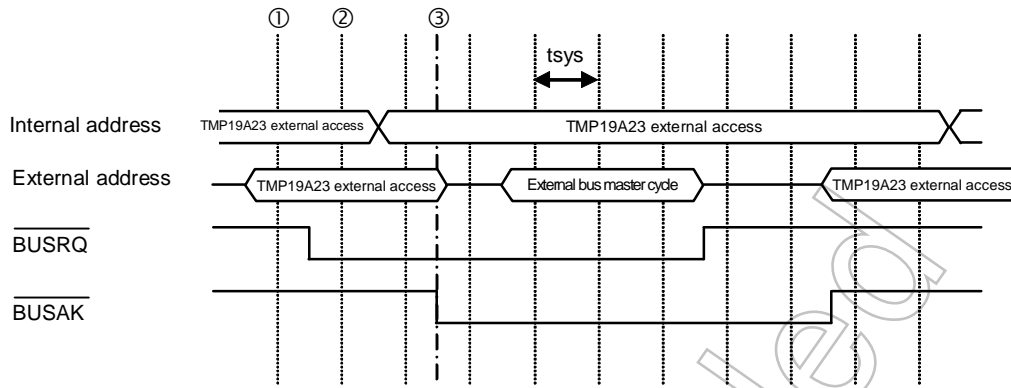 ① ② ③
tsys
Internal address TMP19A23 external access TMP19A23 external access
External address TMP19A23 external access External bus master cycle TMP19A23 external access
BUSRQ
BUSAK